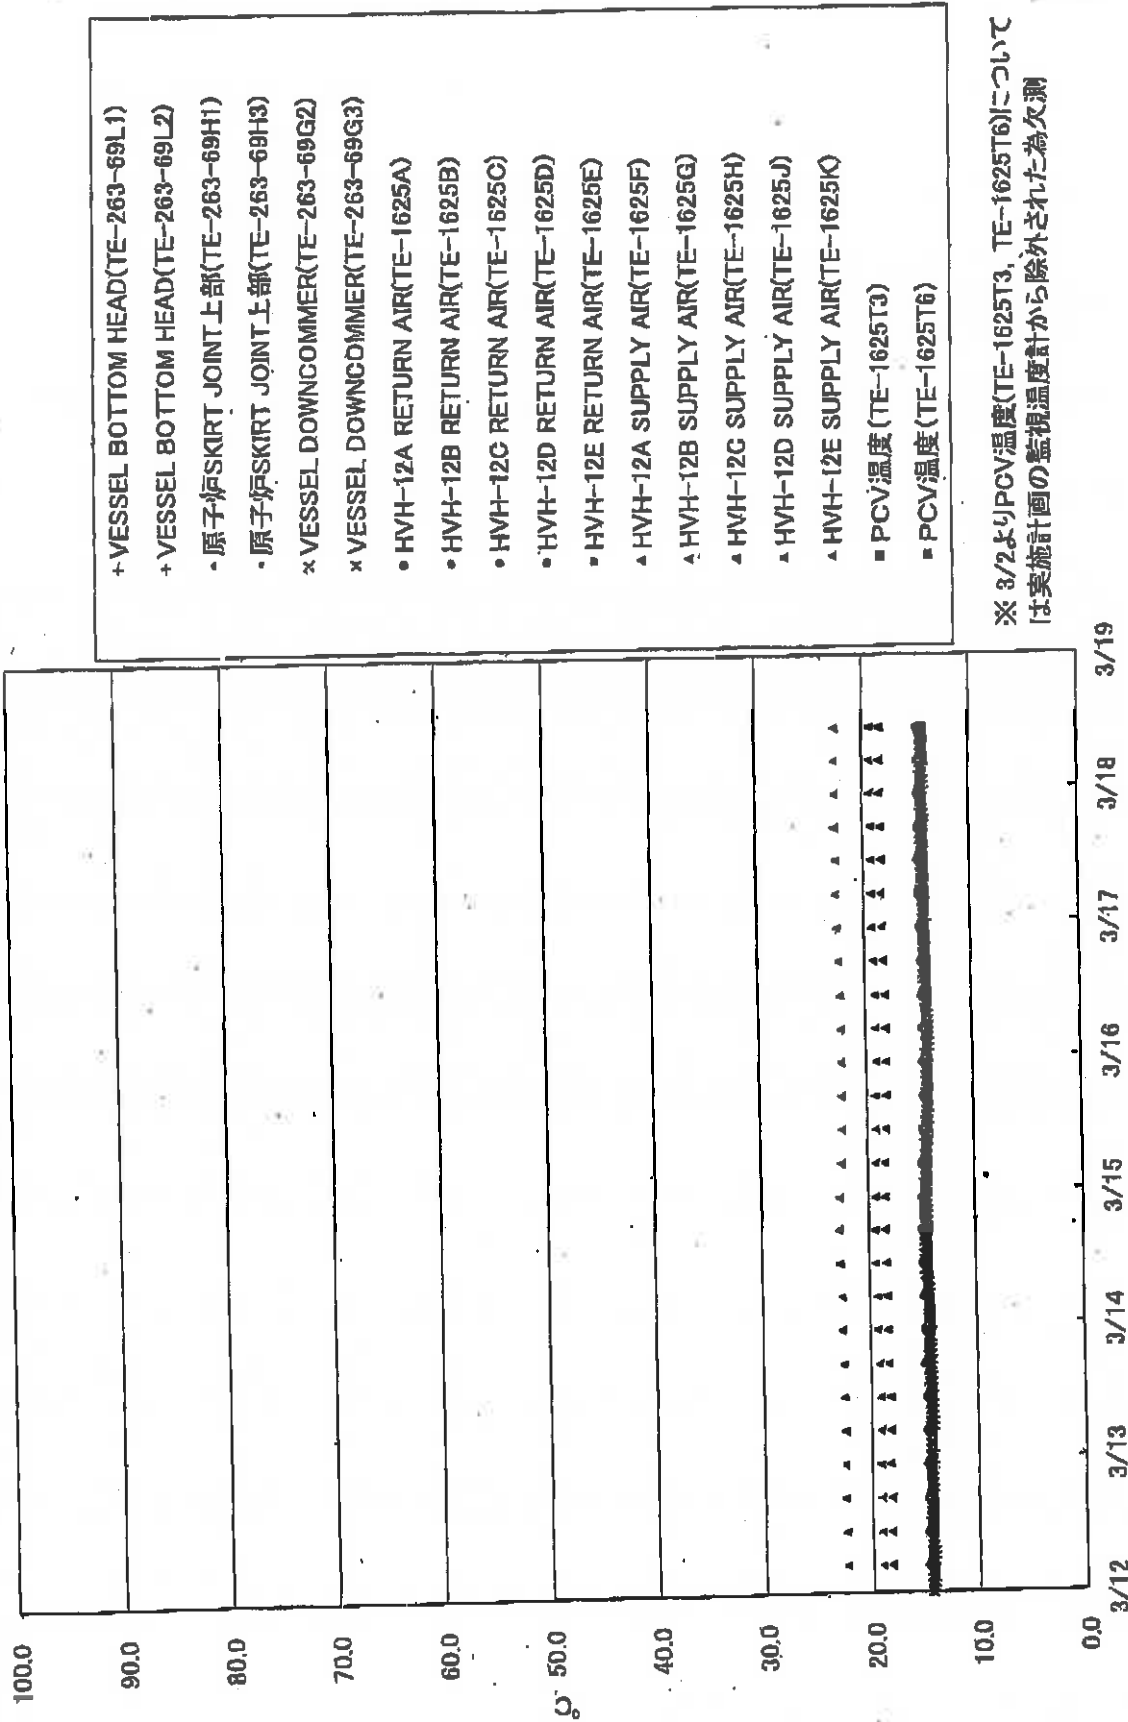 100.0
90.0
80.0
70.0
60.0
50.0
40.0
30.0
20.0
10.0
0.0
℃
3/12
3/13
3/14
3/15
3/16
3/17
3/18
3/19
+ VESSEL BOTTOM HEAD(TE-263-69L1)
+ VESSEL BOTTOM HEAD(TE-263-69L2)
- 原子炉SKIRT JOINT上部(TE-263-69H1)
- 原子炉SKIRT JOINT上部(TE-263-69H3)
× VESSEL DOWNCOMMER(TE-263-69G2)
× VESSEL DOWNCOMMER(TE-263-69G3)
● HVH-12A RETURN AIR(TE-1625A)
● HVH-12B RETURN AIR(TE-1625B)
● HVH-12C RETURN AIR(TE-1625C)
● HVH-12D RETURN AIR(TE-1625D)
● HVH-12E RETURN AIR(TE-1625E)
▲ HVH-12A SUPPLY AIR(TE-1625F)
▲ HVH-12B SUPPLY AIR(TE-1625G)
▲ HVH-12C SUPPLY AIR(TE-1625H)
▲ HVH-12D SUPPLY AIR(TE-1625J)
▲ HVH-12E SUPPLY AIR(TE-1625K)
■ PCV温度(TE-1625T3)
■ PCV温度(TE-1625T6)
※ 3/2よりPCV温度(TE-1625T3, TE-1625T6)について
は実施計画の監視温度計から除外された為欠測